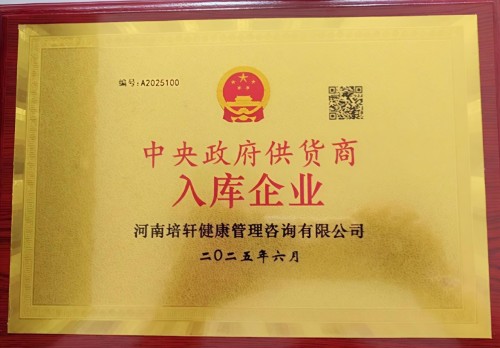 编号:A2025100
中央政府供货商
入库企业
河南培轩健康管理咨询有限公司
二〇二五年六月